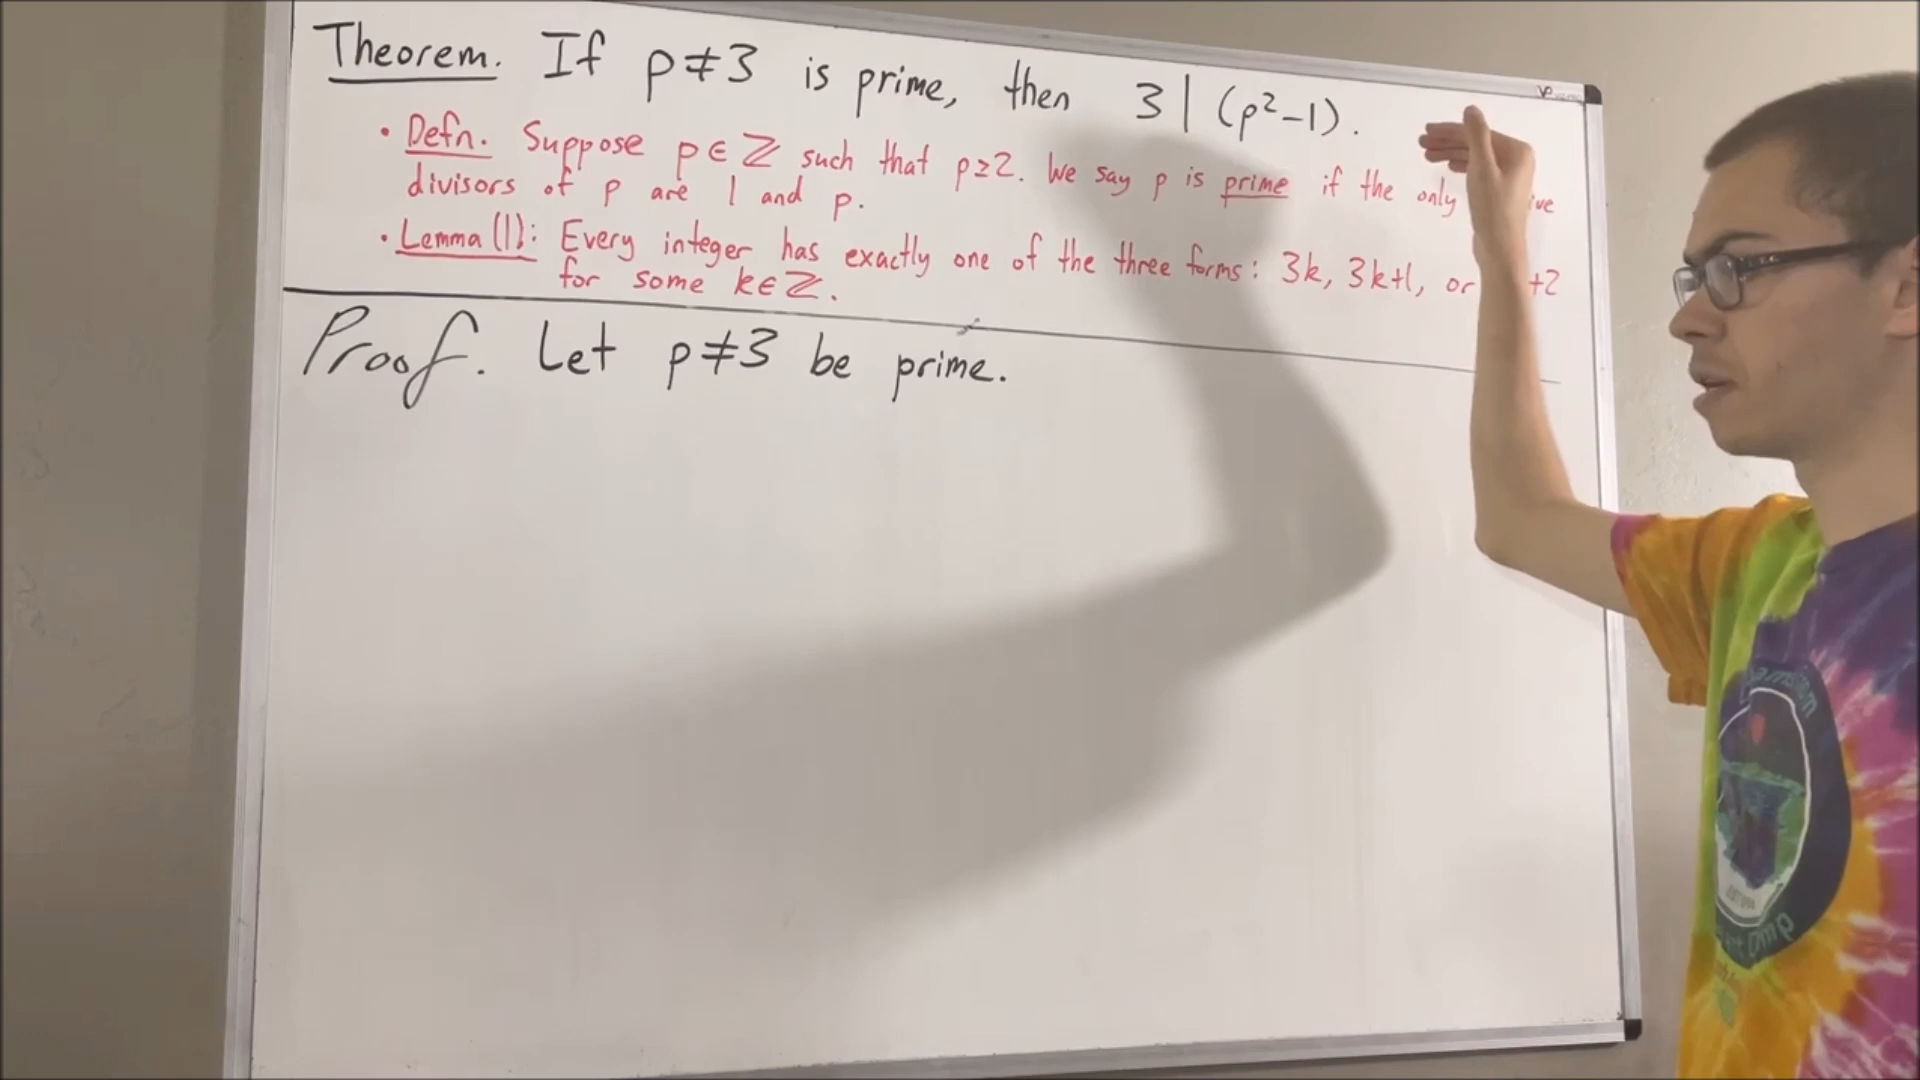 Theorem. If p≠3 is prime, then 3 | (p²-1).
• Defn. Suppose p∈ℤ such that p≥2. We say p is prime if the only
divisors of p are 1 and p.
• Lemma (1): Every integer has exactly one of the three forms: 3k, 3k+1, or +2
for some k∈ℤ.
Proof. Let p≠3 be prime.